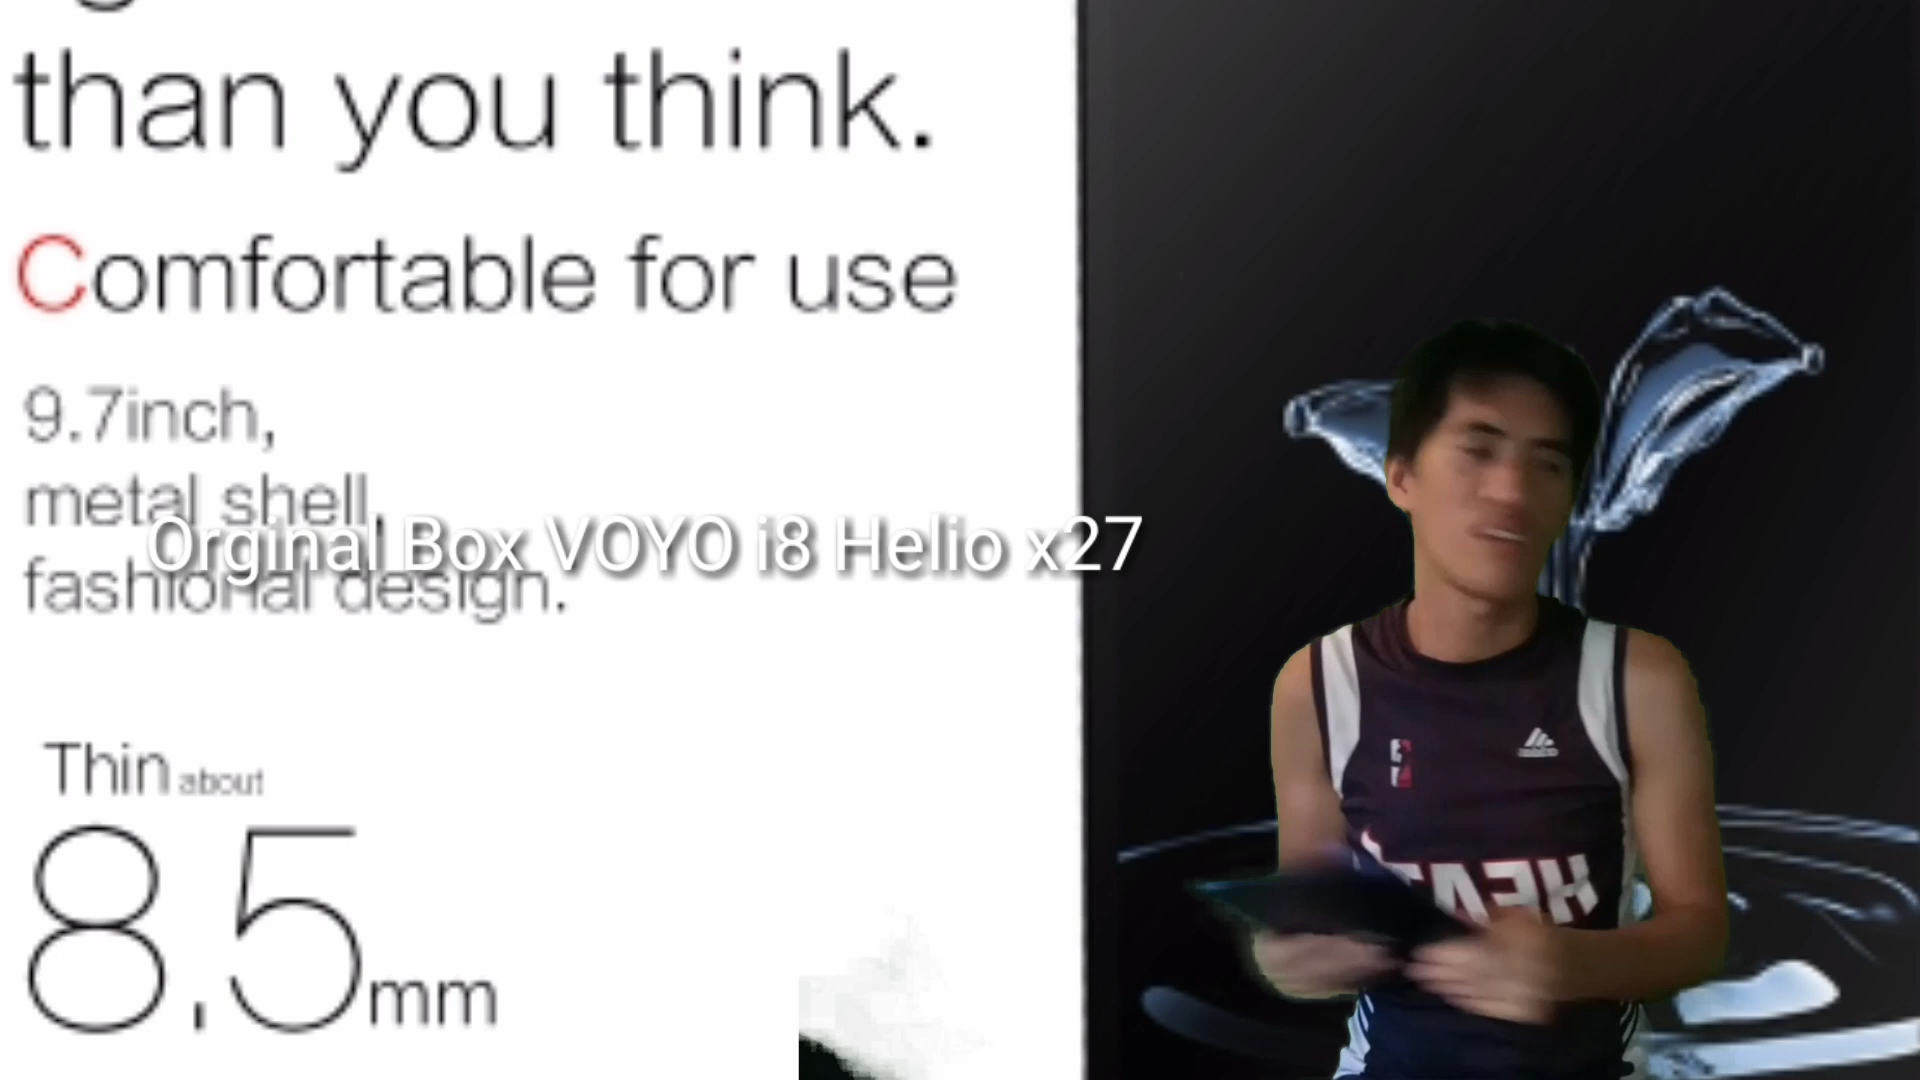 than you think.
Comfortable for use
9.7inch,
metal shell,
Orginal Box VOYO i8 Helio x27
fashional design.
Thin about
8.5mm
HEAT